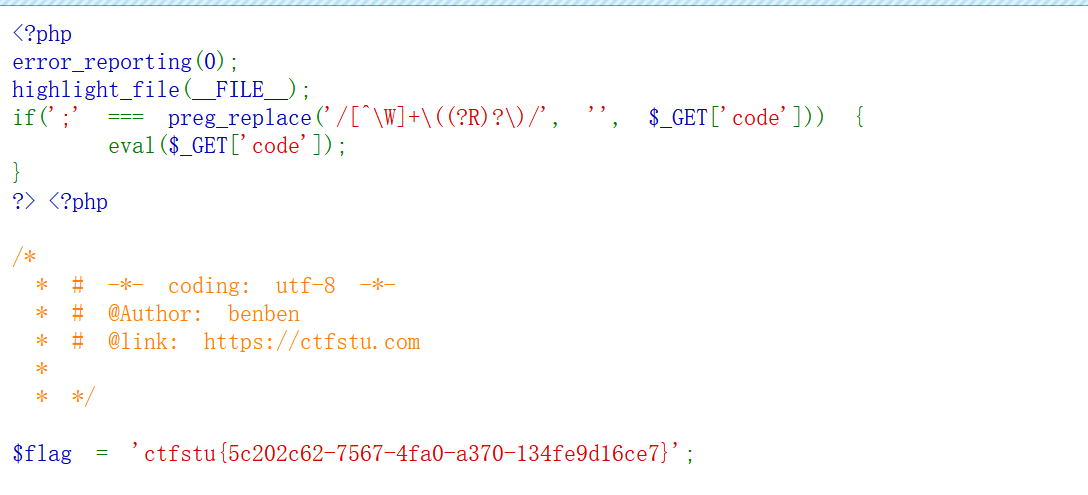 <?php
error_reporting(0);
highlight_file(__FILE__);
if(';' === preg_replace('/[^\W]+\((?R)?\)/', '', $_GET['code'])) {
eval($_GET['code']);
}
?> <?php
/*
* # -*- coding: utf-8 -*-
* # @Author: benben
* # @link: https://ctfstu.com
*
* */
$flag = 'ctfstu{5c202c62-7567-4fa0-a370-134fe9d16ce7}';